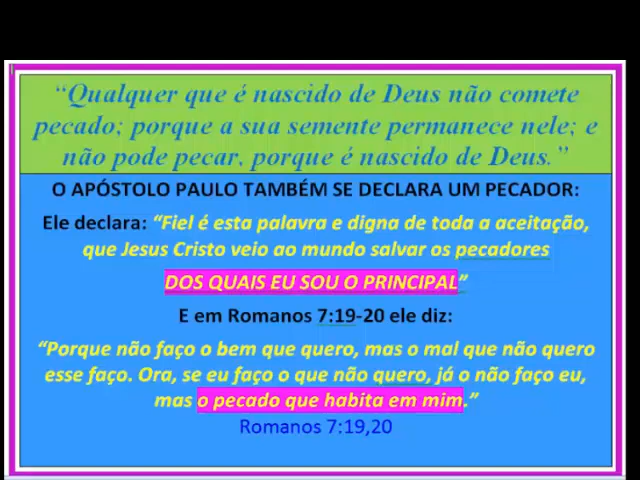 “Qualquer que é nascido de Deus não comete
pecado; porque a sua semente permanece nele; e
não pode pecar, porque é nascido de Deus.”
O APÓSTOLO PAULO TAMBÉM SE DECLARA UM PECADOR:
Ele declara: “Fiel é esta palavra e digna de toda a aceitação,
que Jesus Cristo veio ao mundo salvar os pecadores
DOS QUAIS EU SOU O PRINCIPAL”
E em Romanos 7:19-20 ele diz:
“Porque não faço o bem que quero, mas o mal que não quero
esse faço. Ora, se eu faço o que não quero, já o não faço eu,
mas o pecado que habita em mim.”
Romanos 7:19,20